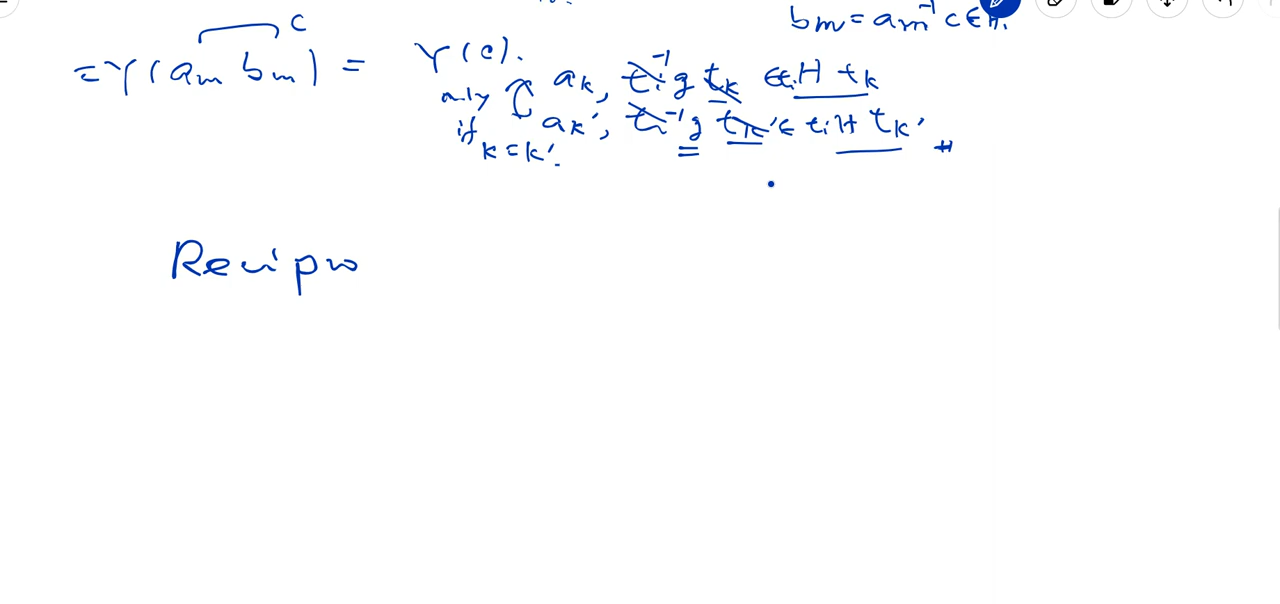 bm = am⁻¹ c ∈ H.
= Y ( am bm ) = Y (c).
C
only if k = k'.
ak, ti⁻¹ g tk ∈ ti H tk
ak', ti⁻¹ g tk' ∈ ti H tk'
Recipro